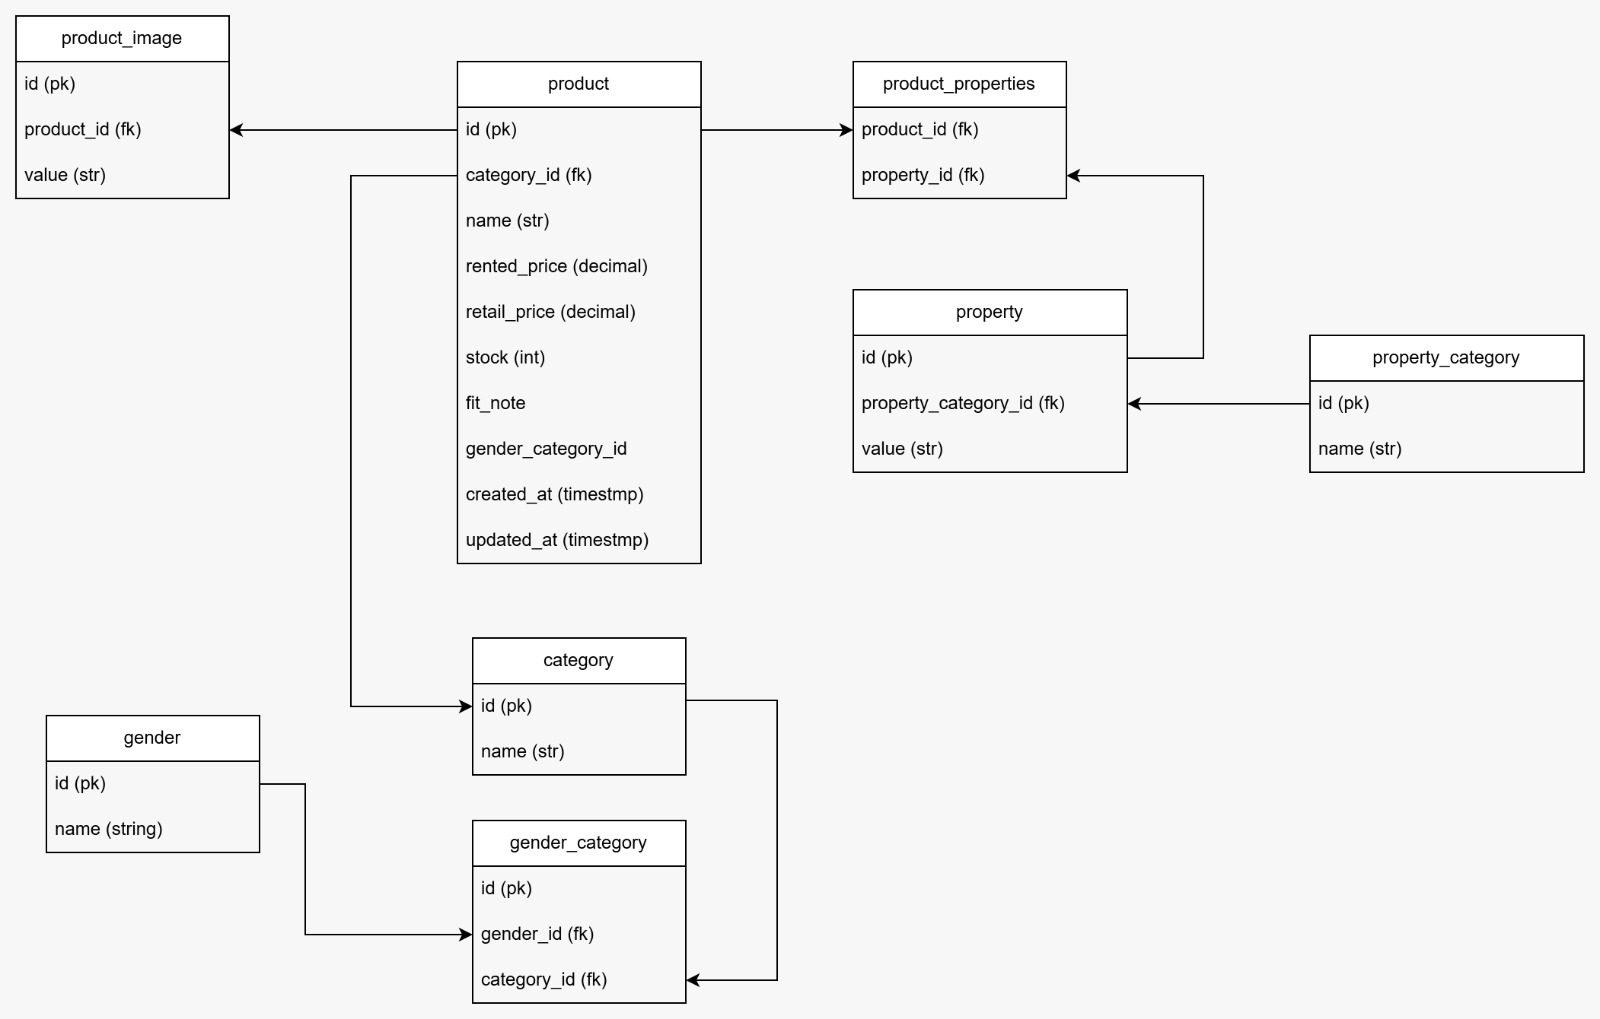 product_image
id (pk)
product_id (fk)
value (str)
product
id (pk)
category_id (fk)
name (str)
rented_price (decimal)
retail_price (decimal)
stock (int)
fit_note
gender_category_id
created_at (timestmp)
updated_at (timestmp)
product_properties
product_id (fk)
property_id (fk)
property
id (pk)
property_category_id (fk)
value (str)
property_category
id (pk)
name (str)
category
id (pk)
name (str)
gender
id (pk)
name (string)
gender_category
id (pk)
gender_id (fk)
category_id (fk)